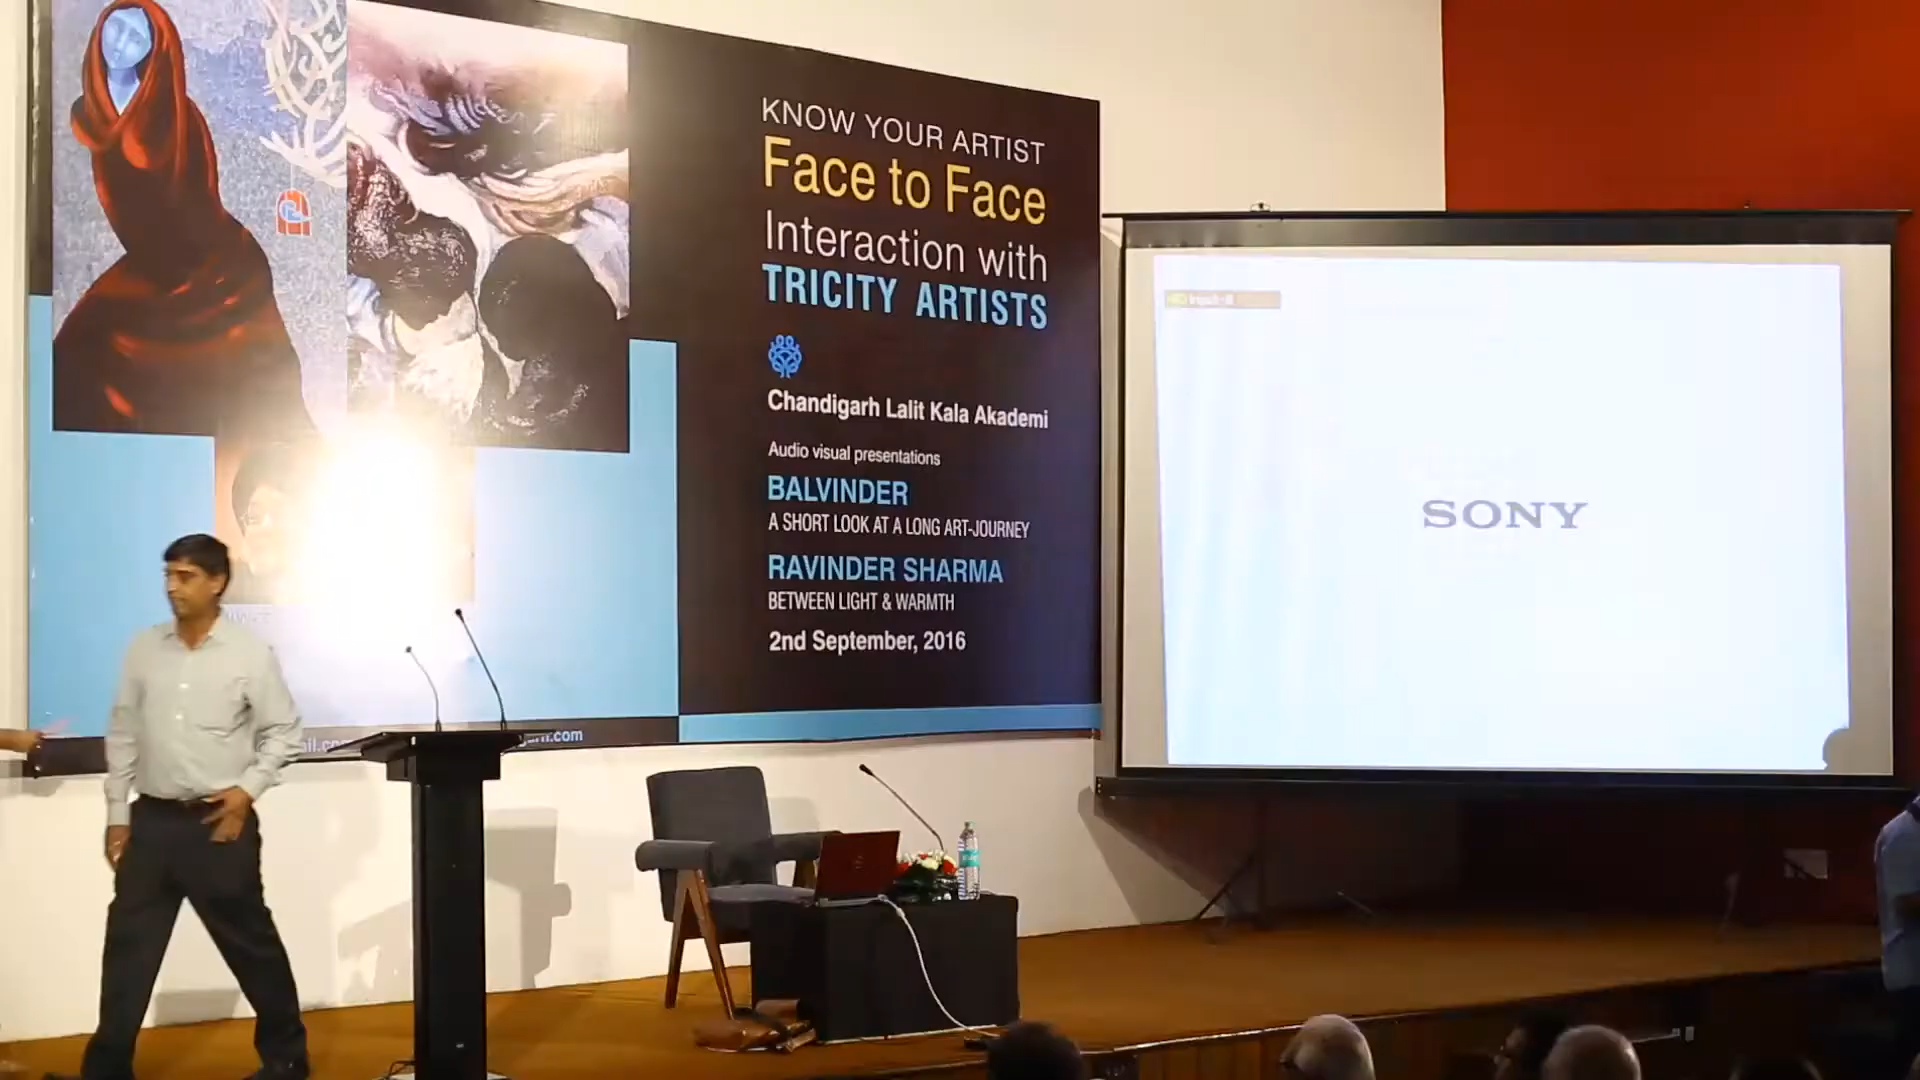 KNOW YOUR ARTIST
Face to Face
Interaction with
TRICITY ARTISTS
Chandigarh Lalit Kala Akademi
Audio visual presentations
BALVINDER
A SHORT LOOK AT A LONG ART-JOURNEY
RAVINDER SHARMA
BETWEEN LIGHT & WARMTH
2nd September, 2016
SONY